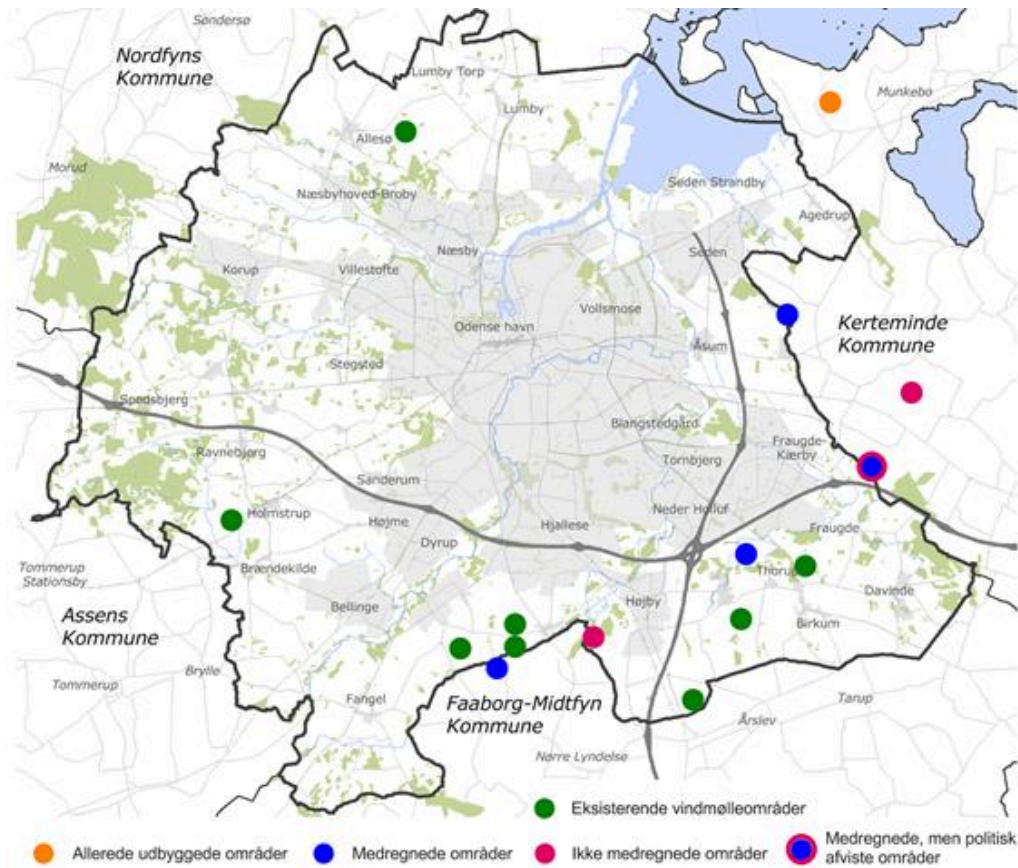 Søndersø
Nordfyns
Kommune
Lumby Torp
Munkebo
Lumby
Allesø
Morud
Seden Strandby
Næsbyhoved-Broby
Agedrup
Næsby
Seden
Korup
Villestofte
Vollsmose
Kerteminde
Kommune
Odense havn
Åsum
Stegsted
Spedsbjerg
Blangstedgård
Fraugde-
Kærby
Ravnebjerg
Tornbjerg
Sanderum
Holmstrup
Højme
Neder Holluf
Hjallese
Fraugde
Dyrup
Tommerup
Stationsby
Brændekilde
Thorup
Davinde
Assens
Kommune
Bellinge
Højby
Birkum
Brylle
Tommerup
Fangel
Faaborg-Midtfyn
Kommune
Tarup
Årslev
Nørre Lyndelse
Eksisterende vindmølleområder
Allerede udbyggede områder
Medregnede områder
Ikke medregnede områder
Medregnede, men politisk
afviste områder